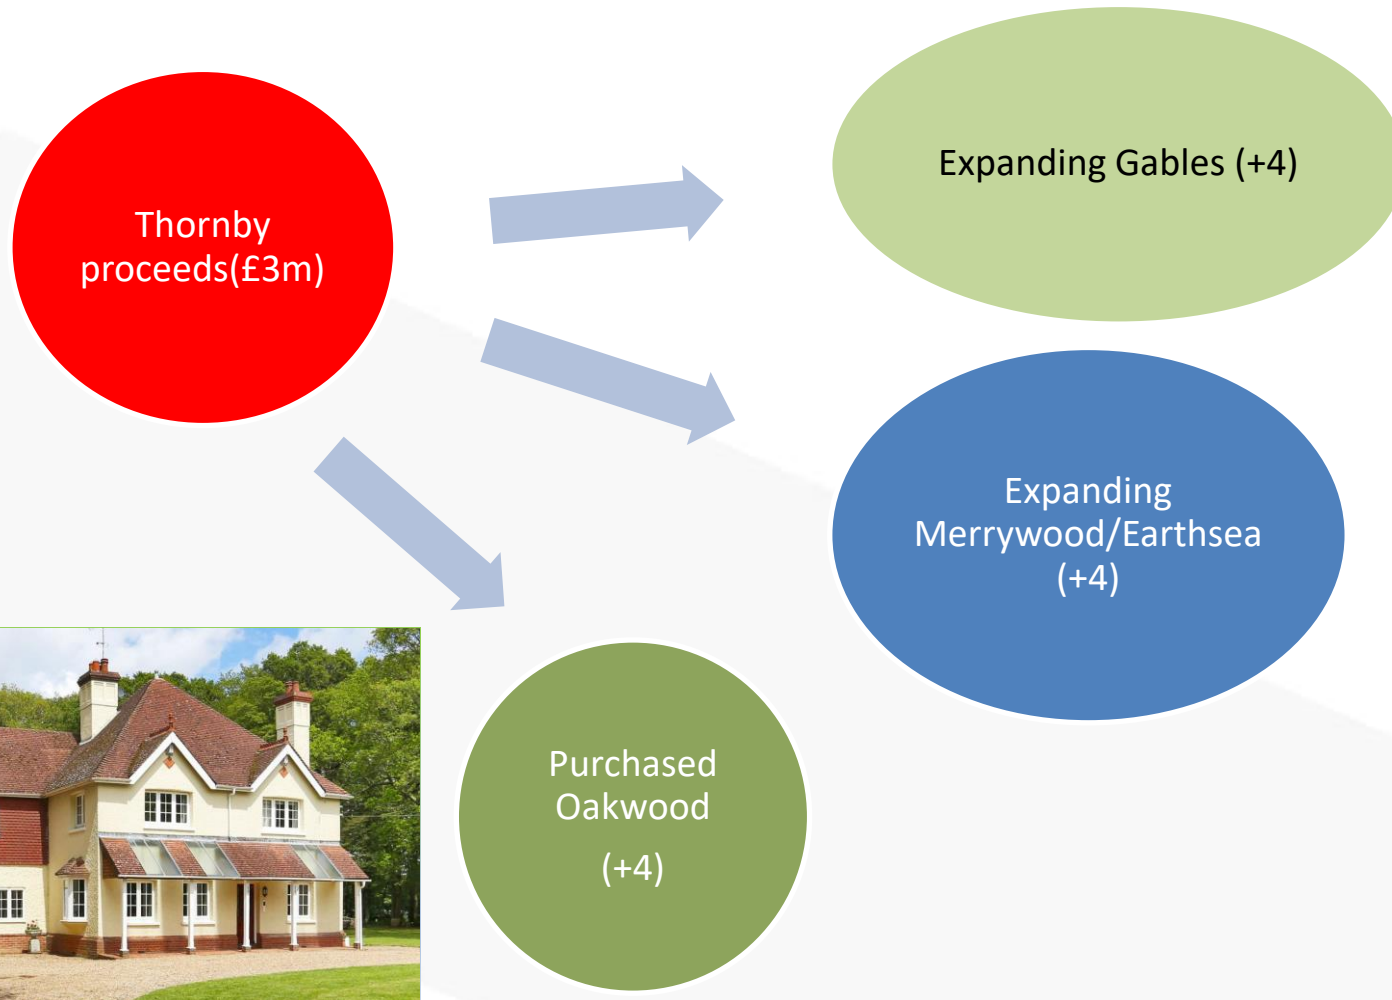 Thornby
proceeds(£3m)
Expanding Gables (+4)
Expanding
Merrywood/Earthsea
(+4)
Purchased
Oakwood
(+4)